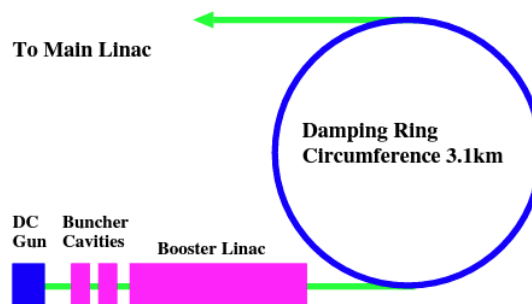 To Main Linac
Damping Ring
Circumference 3.1km
DC
Gun
Buncher
Cavities
Booster Linac